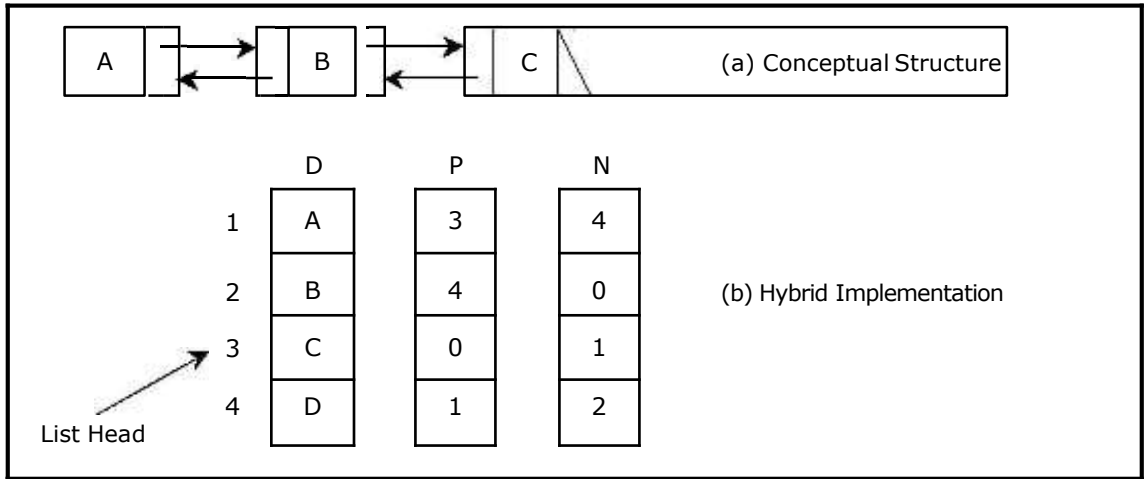 A B C (a) Conceptual Structure
D P N
1 A 3 4
2 B 4 0 (b) Hybrid Implementation
3 C 0 1
4 D 1 2
List Head